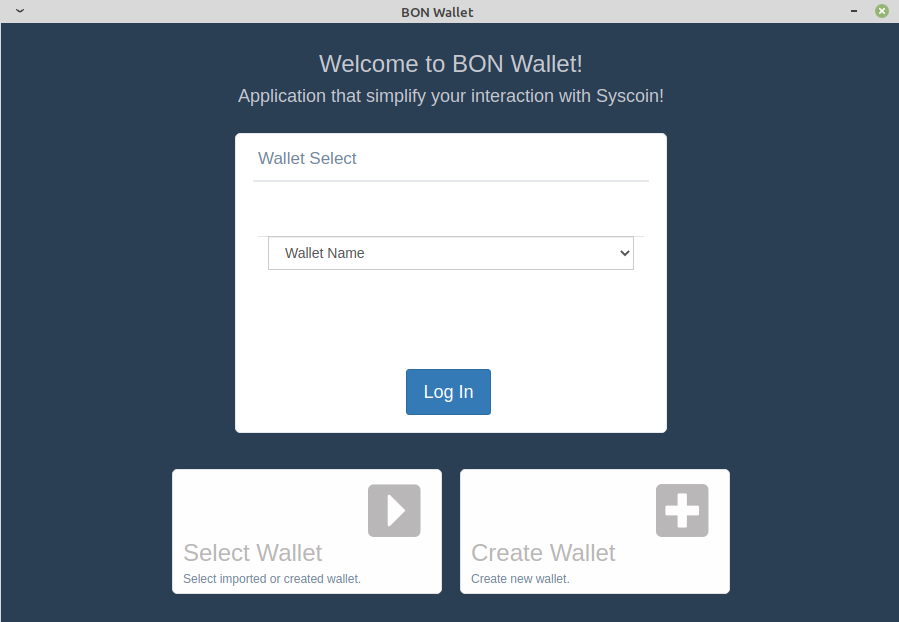 BON Wallet
Welcome to BON Wallet!
Application that simplify your interaction with Syscoin!
Wallet Select
Wallet Name
Log In
Select Wallet
Select imported or created wallet.
Create Wallet
Create new wallet.